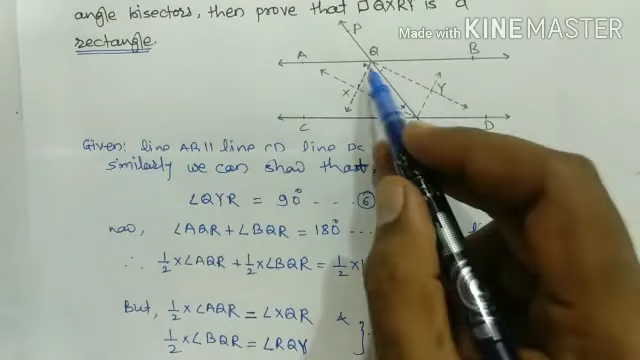 angle bisectors, then prove that □QXRY is a
rectangle.
Made with KINEMASTER
P
A Q B
X Y
C D
Given: line AB || line CD line
similarly we can show that,
∠QYR = 90° --- ⑥
now, ∠AQR + ∠BQR = 180° ---
∴ 1/2 × ∠AQR + 1/2 × ∠BQR = 1/2 ×
But, 1/2 × ∠AQR = ∠XQR &
1/2 × ∠BQR = ∠RQY }